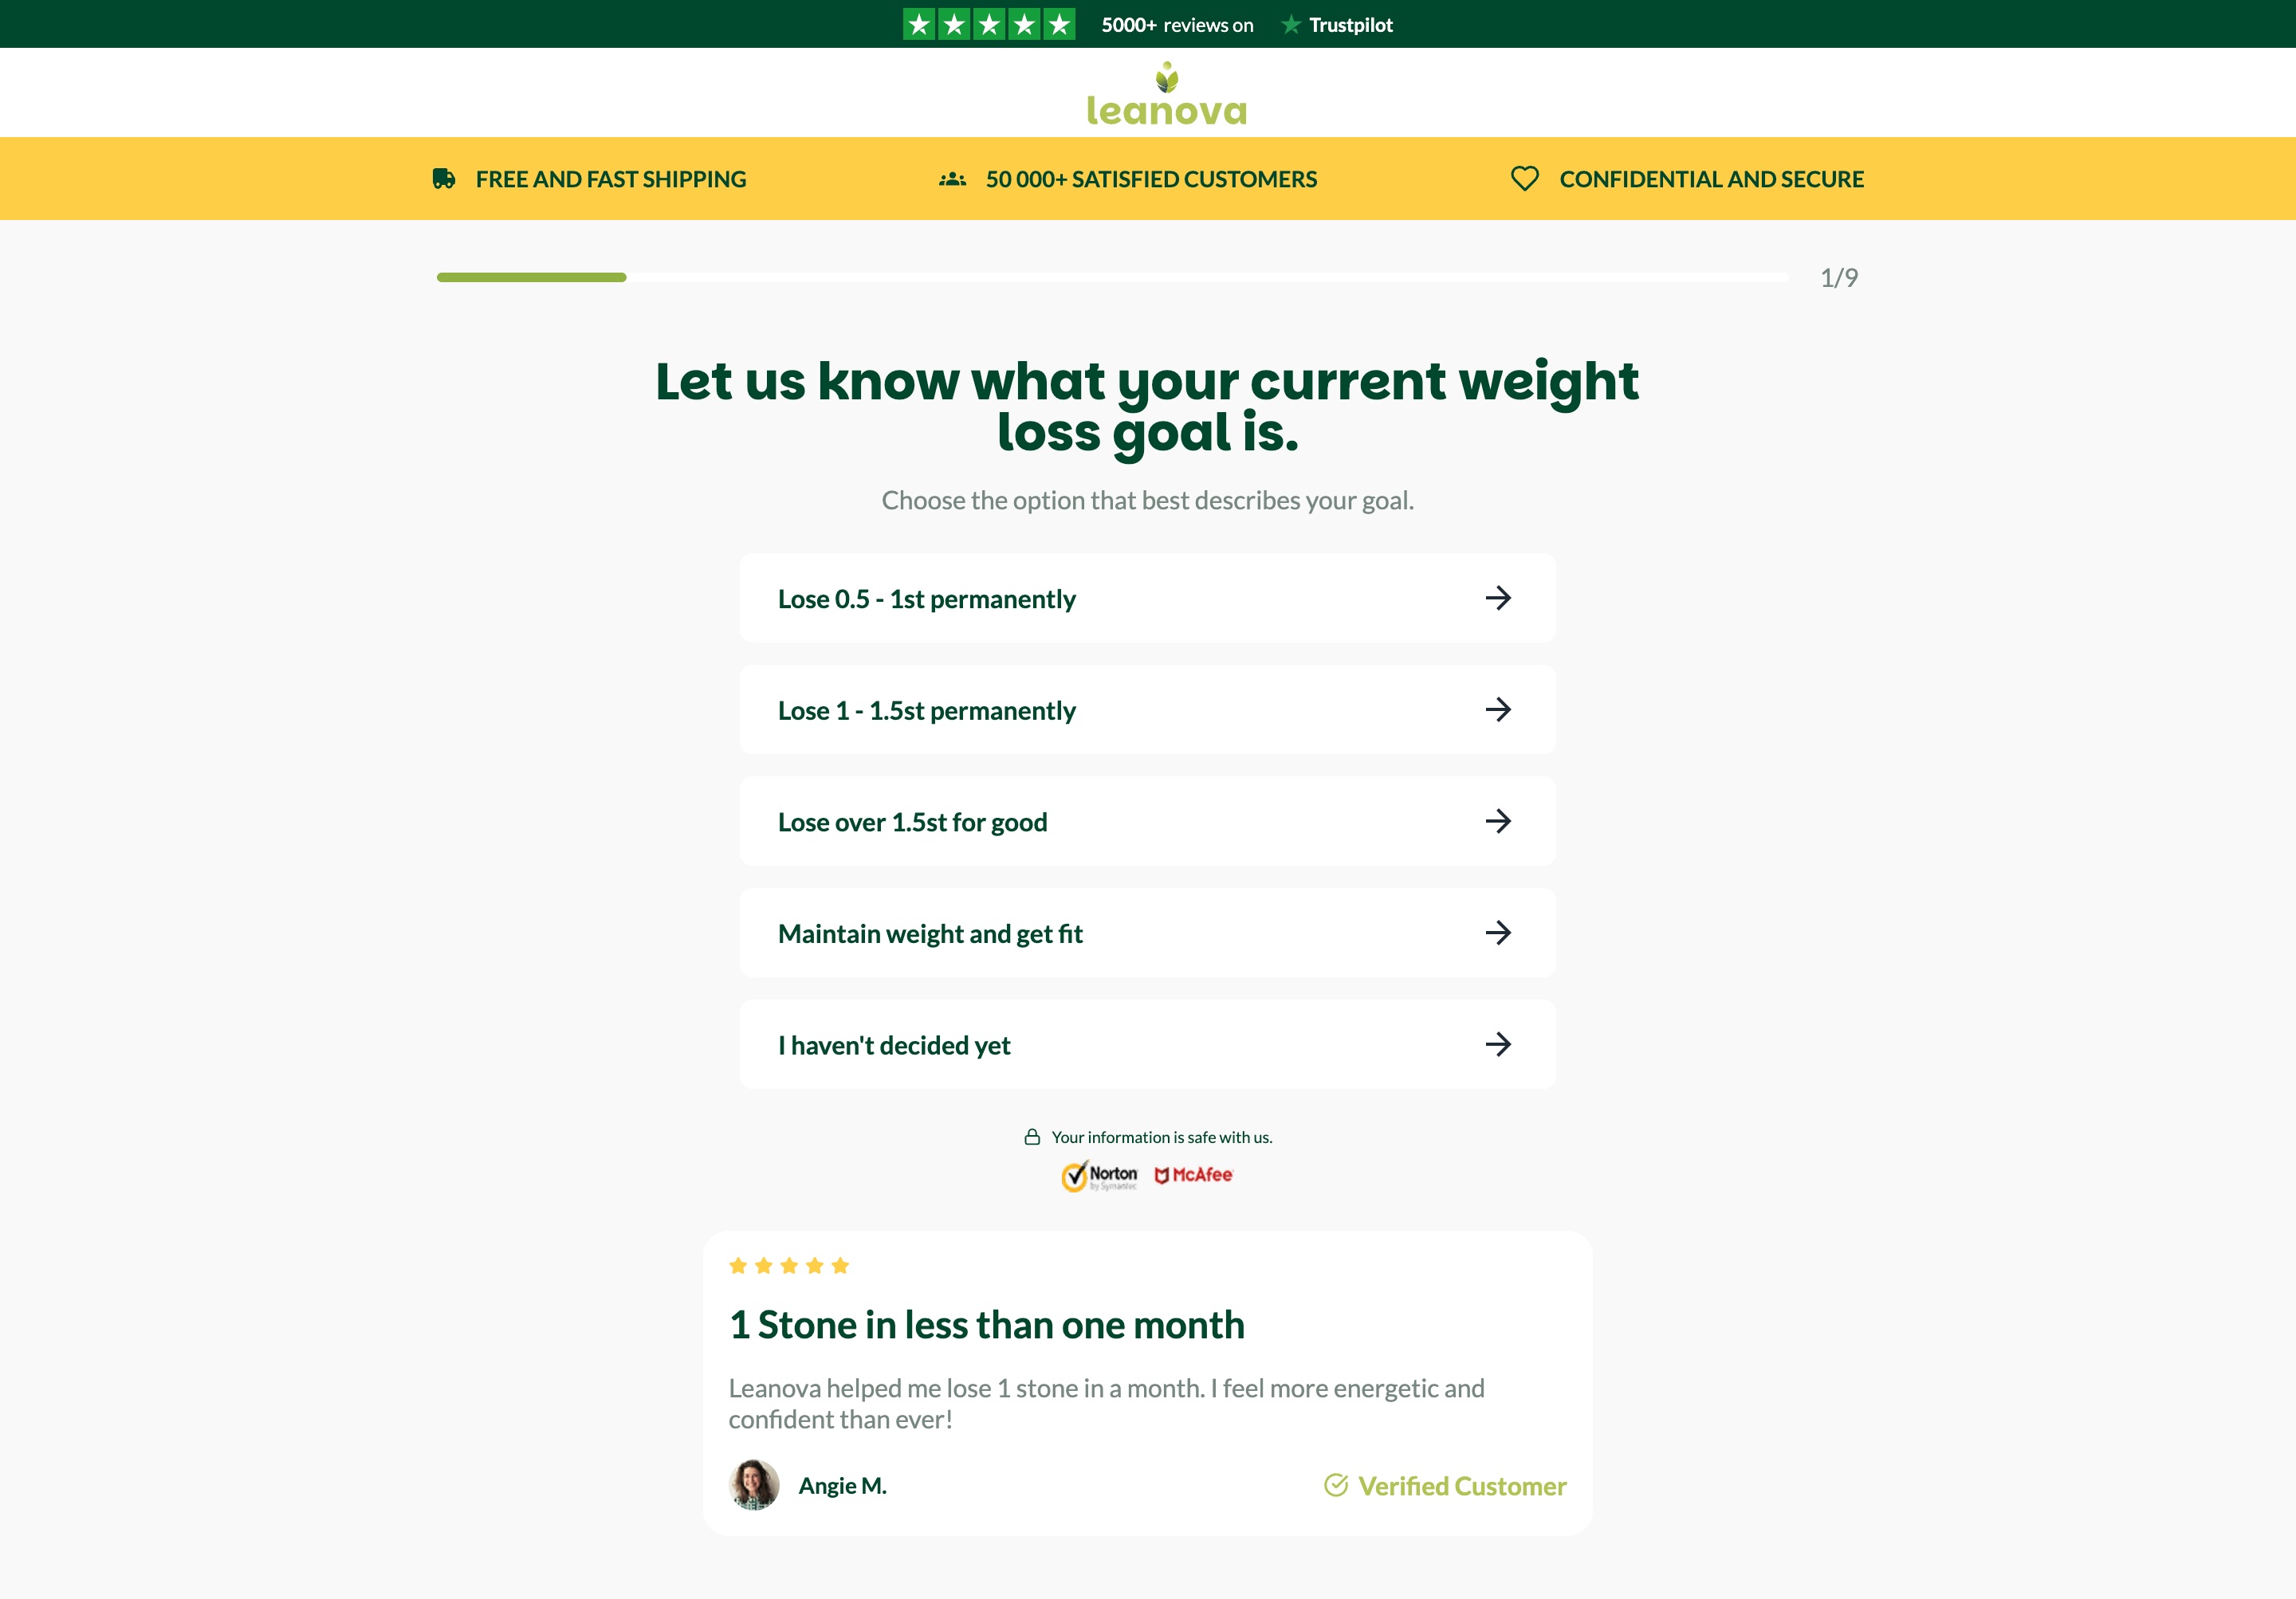 5000+ reviews on Trustpilot
leanova
FREE AND FAST SHIPPING
50 000+ SATISFIED CUSTOMERS
CONFIDENTIAL AND SECURE
1/9
Let us know what your current weight
loss goal is.
Choose the option that best describes your goal.
Lose 0.5 - 1st permanently
Lose 1 - 1.5st permanently
Lose over 1.5st for good
Maintain weight and get fit
I haven't decided yet
Your information is safe with us.
Norton
by Symantec
McAfee
1 Stone in less than one month
Leanova helped me lose 1 stone in a month. I feel more energetic and
confident than ever!
Angie M.
Verified Customer